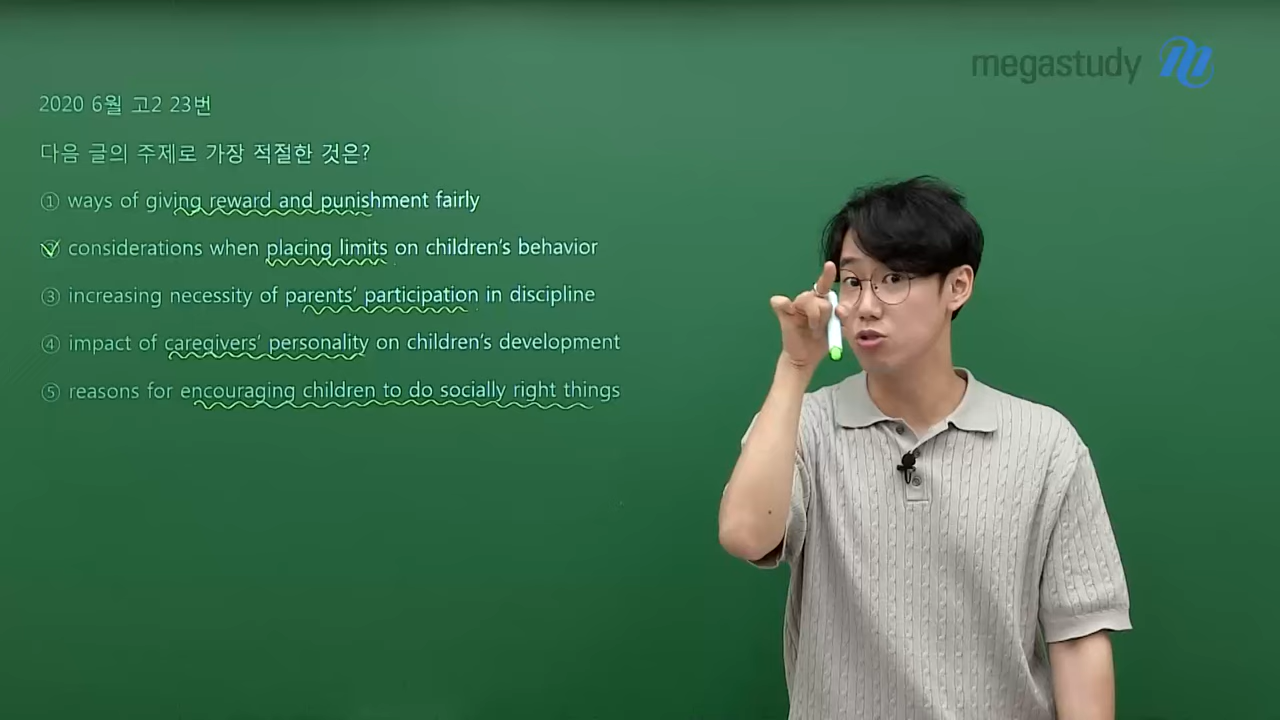 megastudy
2020 6월 고2 23번
다음 글의 주제로 가장 적절한 것은?
① ways of giving reward and punishment fairly
② considerations when placing limits on children's behavior
③ increasing necessity of parents' participation in discipline
④ impact of caregivers' personality on children's development
⑤ reasons for encouraging children to do socially right things